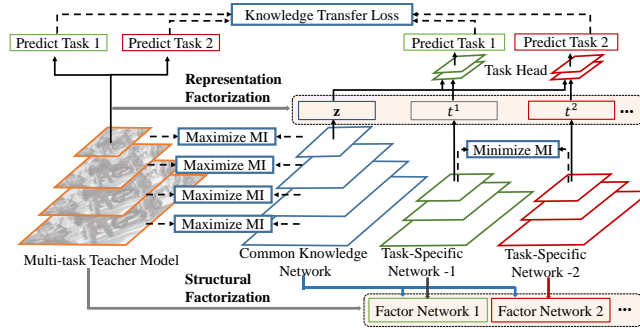 Knowledge Transfer Loss
Predict Task 1
Predict Task 2
Predict Task 1
Predict Task 2
Task Head
Representation
Factorization
z
t¹
t²
...
Maximize MI
Maximize MI
Maximize MI
Maximize MI
Minimize MI
Multi-task Teacher Model
Common Knowledge
Network
Task-Specific
Network -1
Task-Specific
Network -2
Structural
Factorization
Factor Network 1
Factor Network 2
...